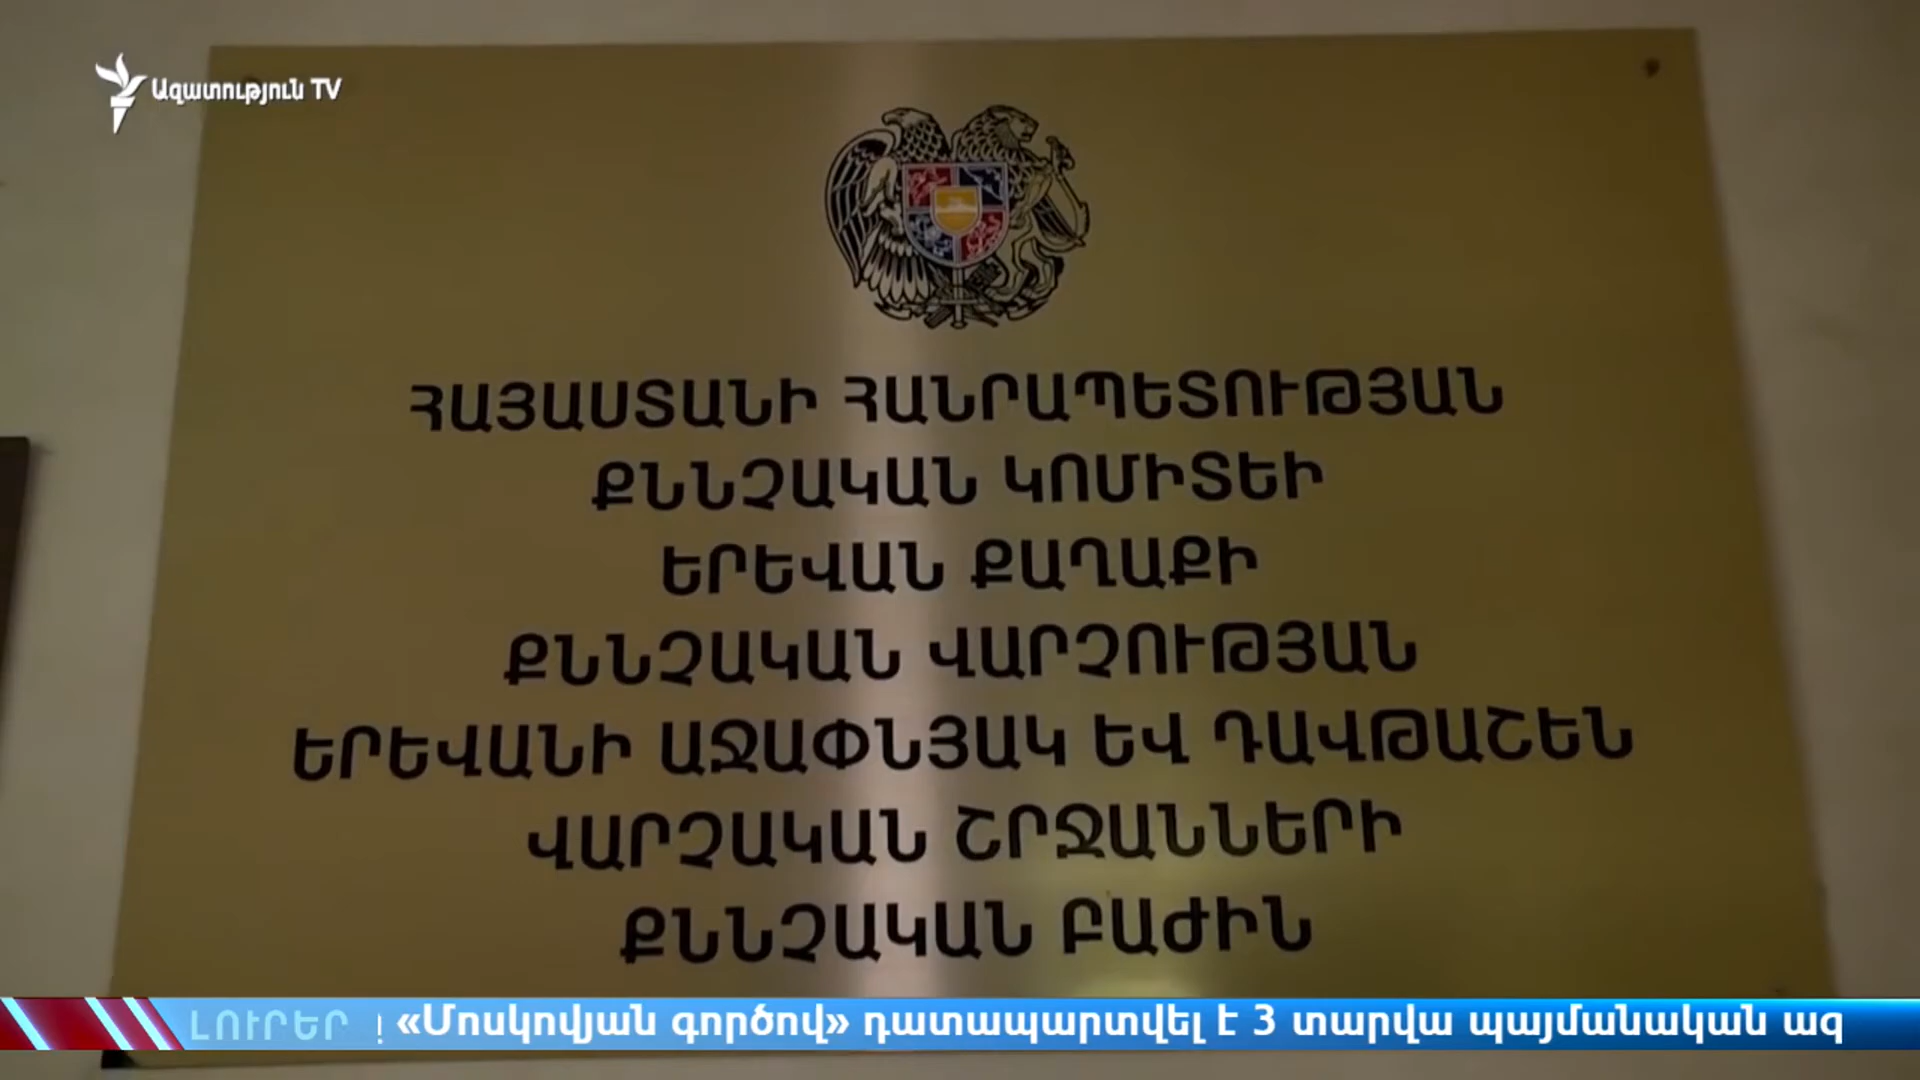 Ազատություն TV
ՀԱՅԱՍՏԱՆԻ ՀԱՆՐԱՊԵՏՈՒԹՅԱՆ
ՔՆՆՉԱԿԱՆ ԿՈՄԻՏԵԻ
ԵՐԵՎԱՆ ՔԱՂԱՔԻ
ՔՆՆՉԱԿԱՆ ՎԱՐՉՈՒԹՅԱՆ
ԵՐԵՎԱՆԻ ԱՋԱՓՆՅԱԿ ԵՎ ԴԱՎԹԱՇԵՆ
ՎԱՐՉԱԿԱՆ ՇՐՋԱՆՆԵՐԻ
ՔՆՆՉԱԿԱՆ ԲԱԺԻՆ
ԼՈՒՐԵՐ «Մոսկովյան գործով» դատապարտվել է 3 տարվա պայմանական ազ